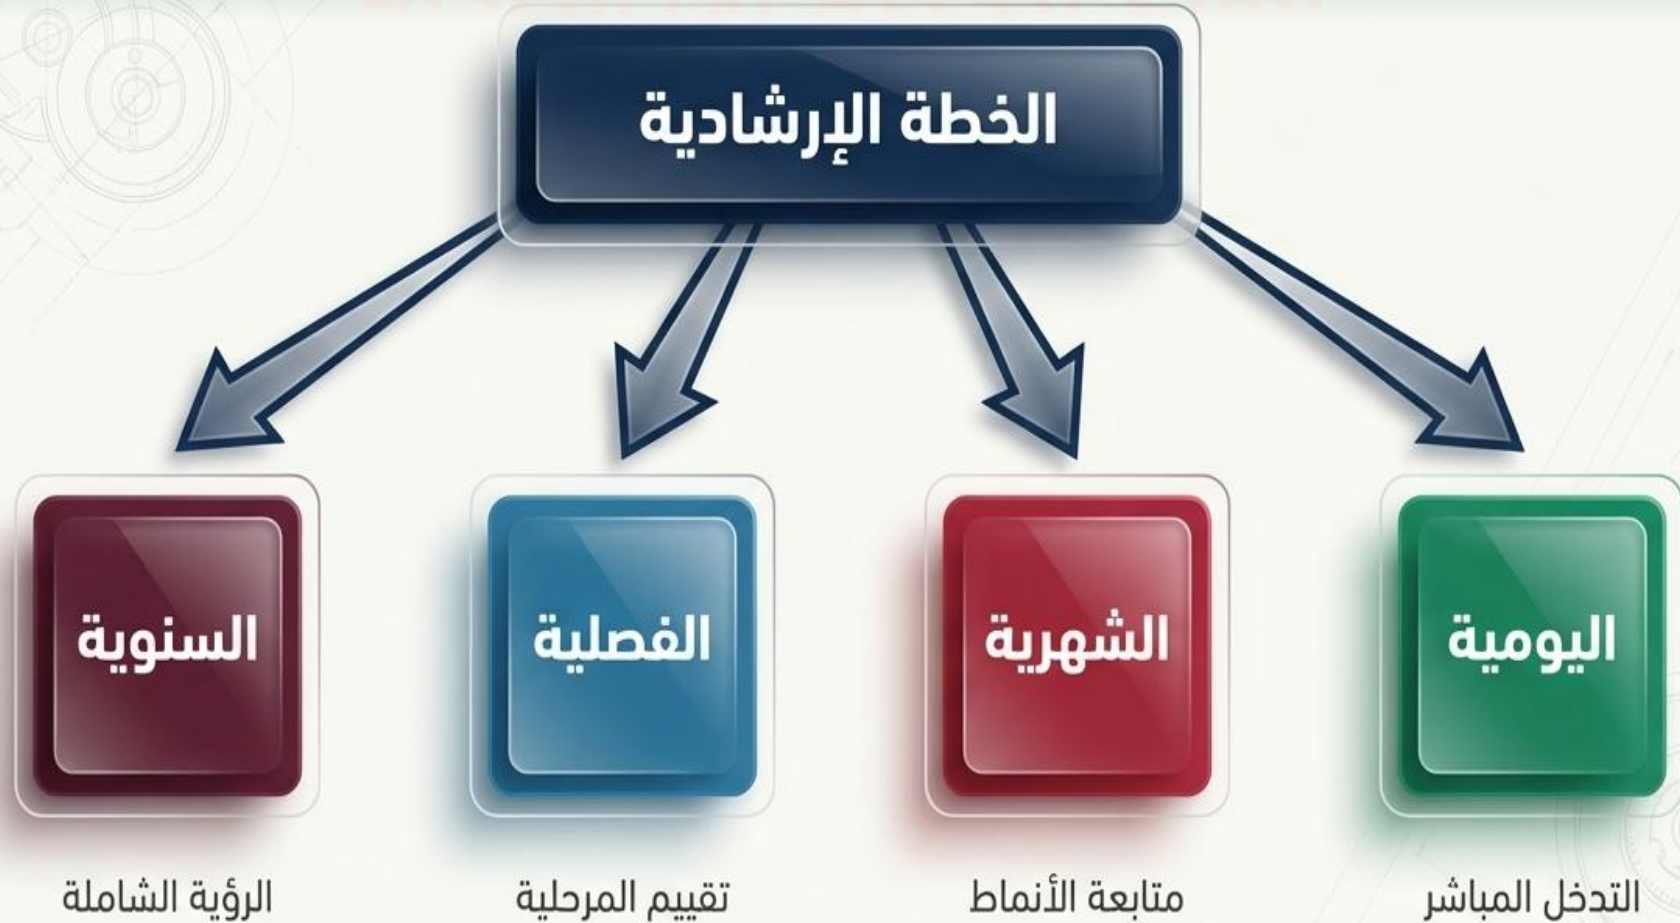 الخطة الإرشادية
اليومية
الشهرية
الفصلية
السنوية
التدخل المباشر
متابعة الأنماط
تقييم المرحلية
الرؤية الشاملة